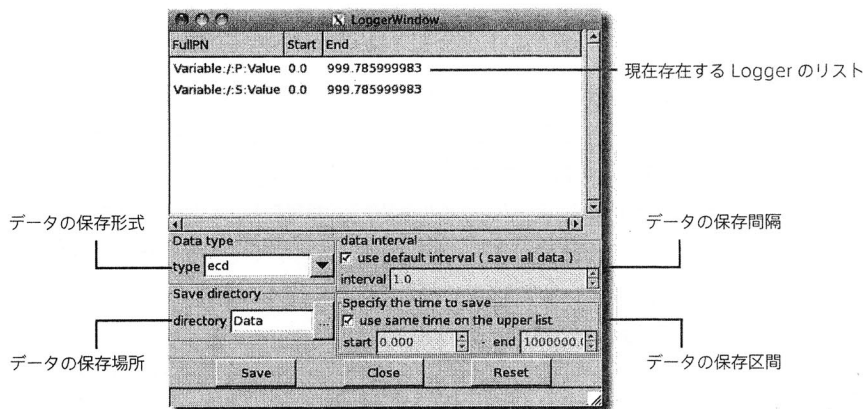 LoggerWindow
FullPN Start End
Variable:/:P:Value 0.0 999.785999983
Variable:/:S:Value 0.0 999.785999983
現在存在する Logger のリスト
データの保存形式
データの保存間隔
Data type
type ecd
data interval
use default interval ( save all data )
interval 1.0
Save directory
directory Data ...
Specify the time to save
use same time on the upper list
start 0.000 - end 1000000.(
データの保存場所
データの保存区間
Save Close Reset